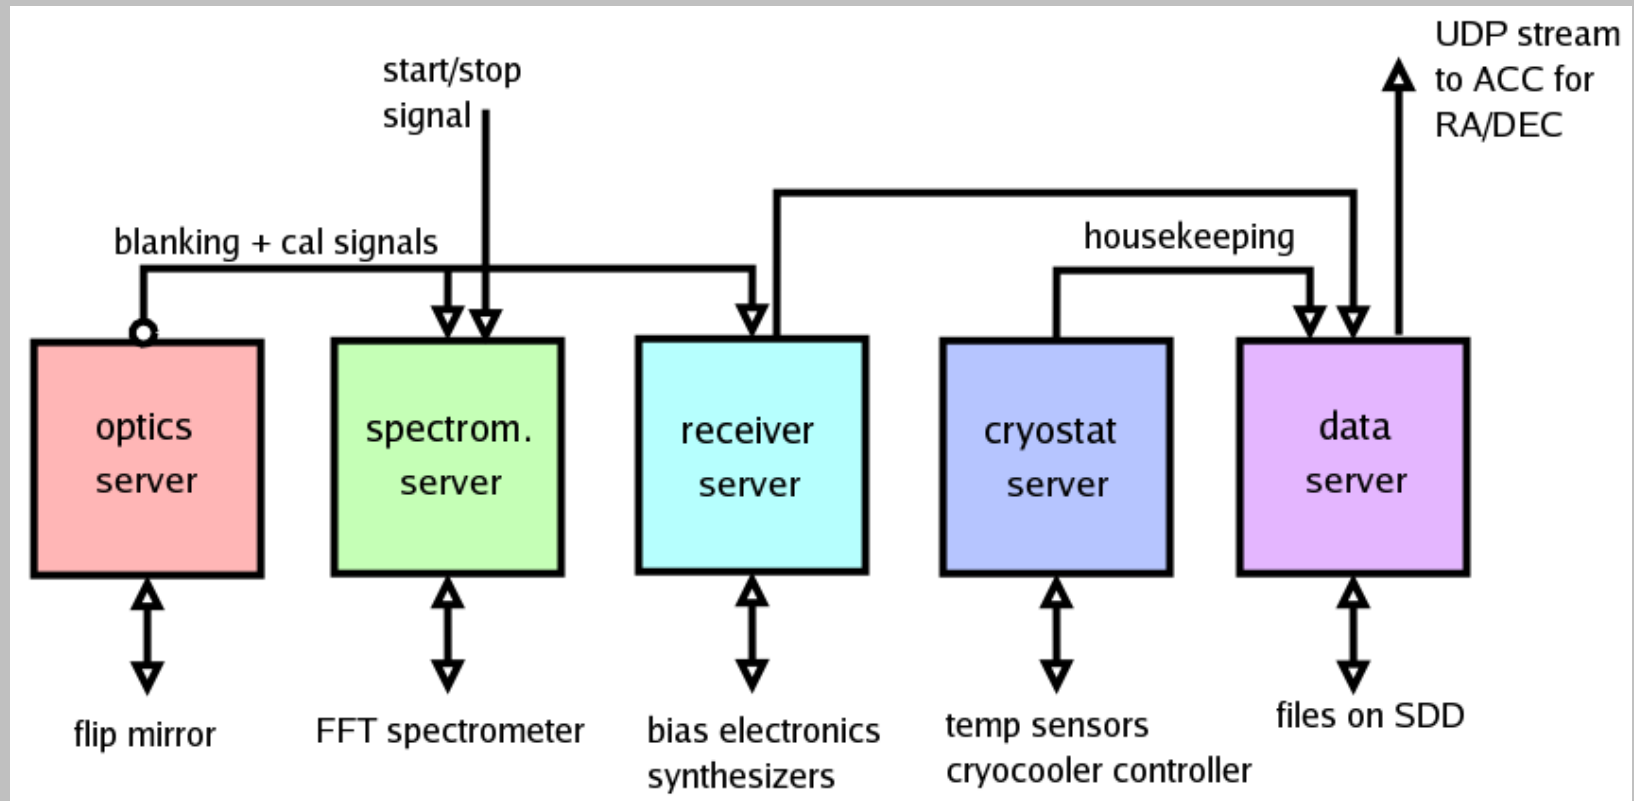 UDP stream
to ACC for
RA/DEC
start/stop
signal
blanking + cal signals
housekeeping
optics
server
spectrom.
server
receiver
server
cryostat
server
data
server
flip mirror
FFT spectrometer
bias electronics
synthesizers
temp sensors
cryocooler controller
files on SDD